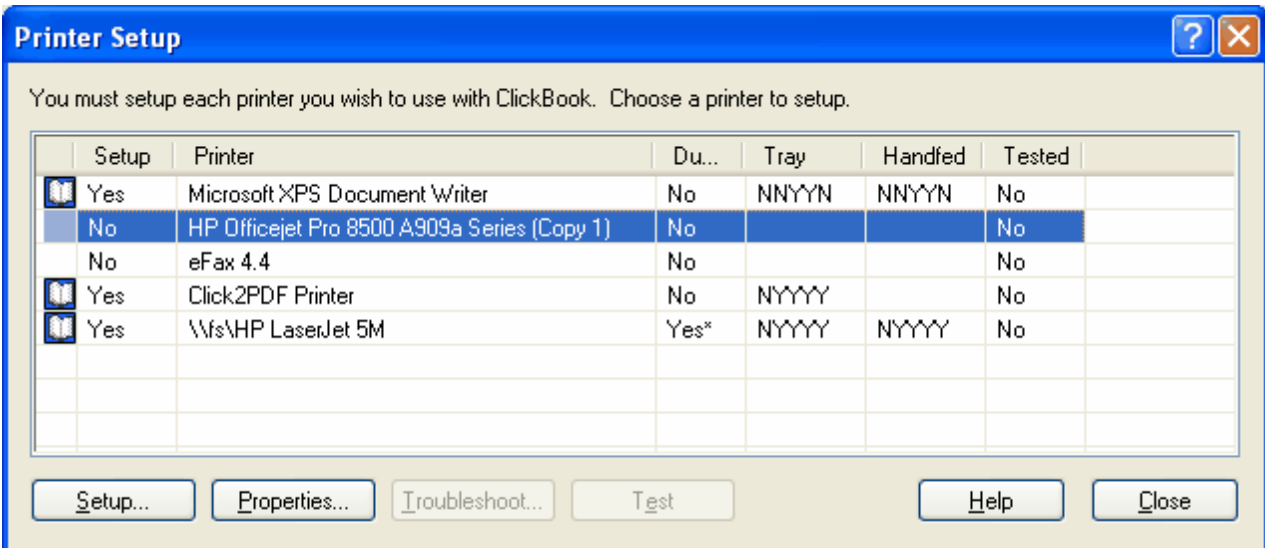 Printer Setup
You must setup each printer you wish to use with ClickBook. Choose a printer to setup.
Setup Printer Du... Tray Handfed Tested
Yes Microsoft XPS Document Writer No NNYYN NNYYN No
No HP Officejet Pro 8500 A909a Series (Copy 1) No No
No eFax 4.4 No No
Yes Click2PDF Printer No NYYYY No
Yes \\fs\HP LaserJet 5M Yes* NYYYY NYYYY No
Setup... Properties... Troubleshoot... Test Help Close